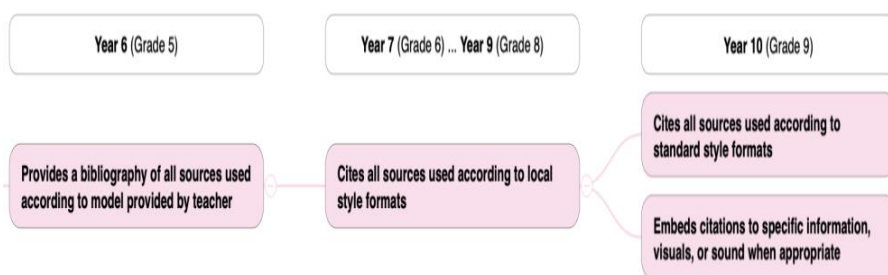 Year 6 (Grade 5)
Year 7 (Grade 6) ... Year 9 (Grade 8)
Year 10 (Grade 9)
Provides a bibliography of all sources used
according to model provided by teacher
Cites all sources used according to local
style formats
Cites all sources used according to
standard style formats
Embeds citations to specific information,
visuals, or sound when appropriate